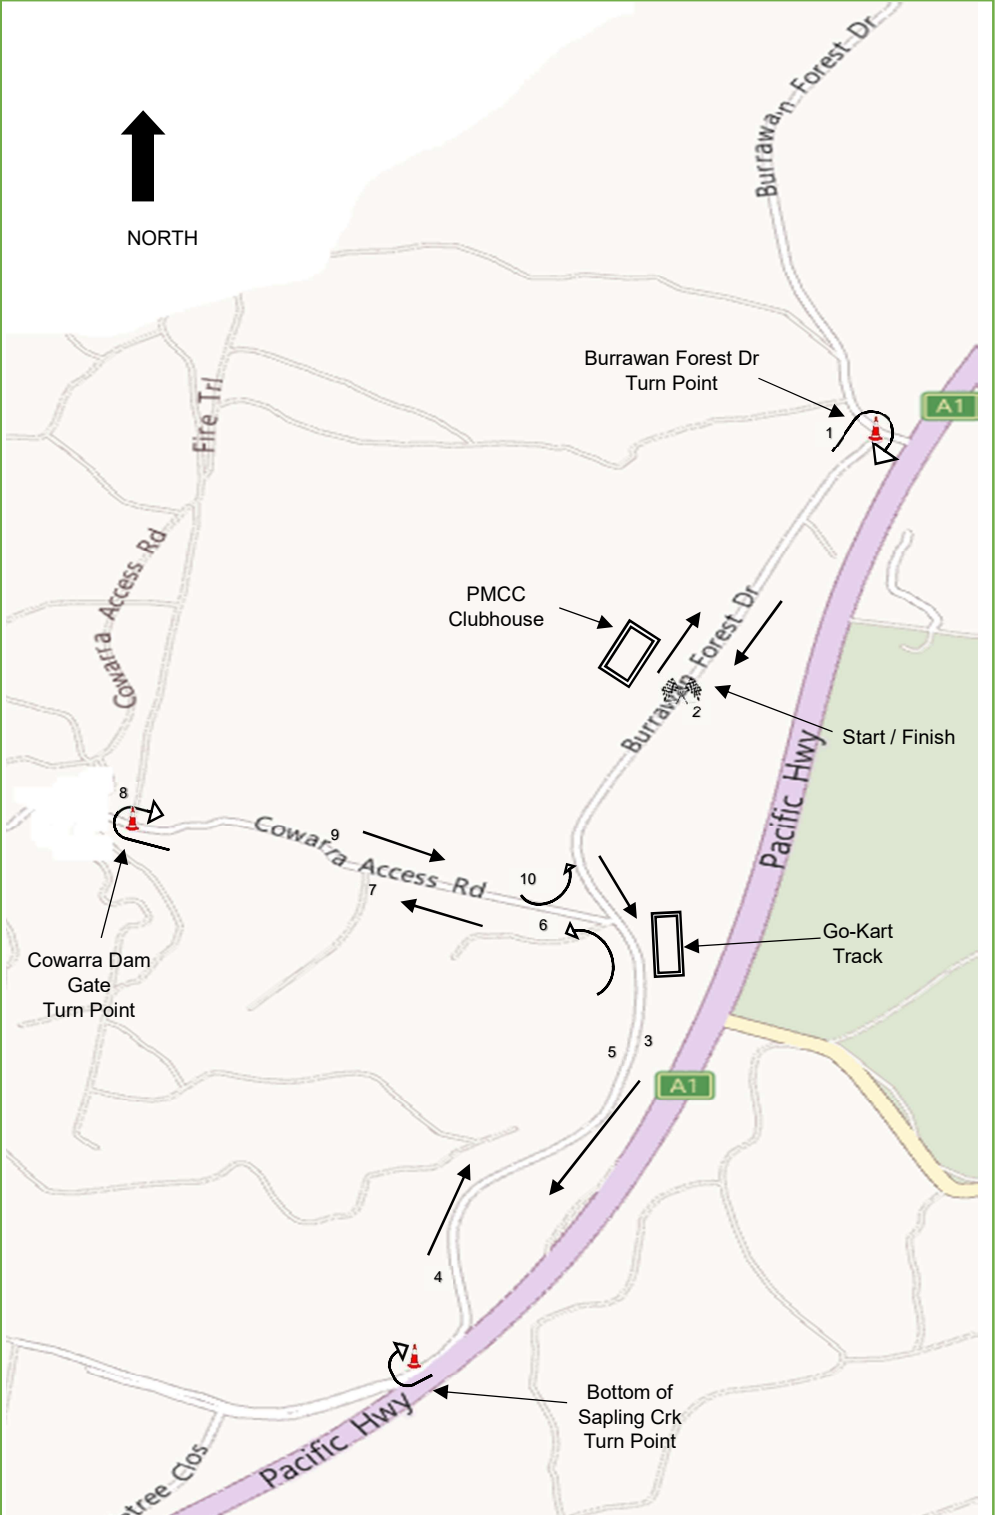 Burrawan Forest Dr
NORTH
Burrawan Forest Dr
Turn Point
A1
1
Fire Trl
Cowarra Access Rd
PMCC
Clubhouse
Burrawan Forest Dr
2
Start / Finish
Pacific Hwy
8
9
Cowarra Access Rd
10
7
6
Go-Kart
Track
Cowarra Dam
Gate
Turn Point
5
3
A1
4
Bottom of
Sapling Crk
Turn Point
Pacific Hwy
etree Clos